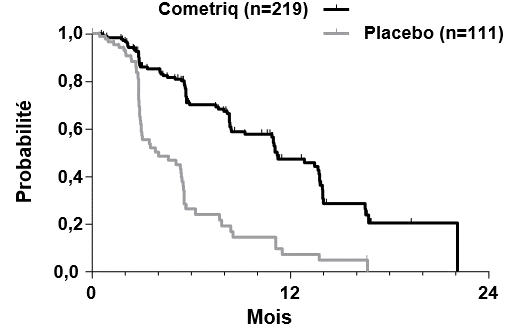 Cometriq (n=219)
Placebo (n=111)
Probabilité
1,0
0,8
0,6
0,4
0,2
0,0
0
12
24
Mois